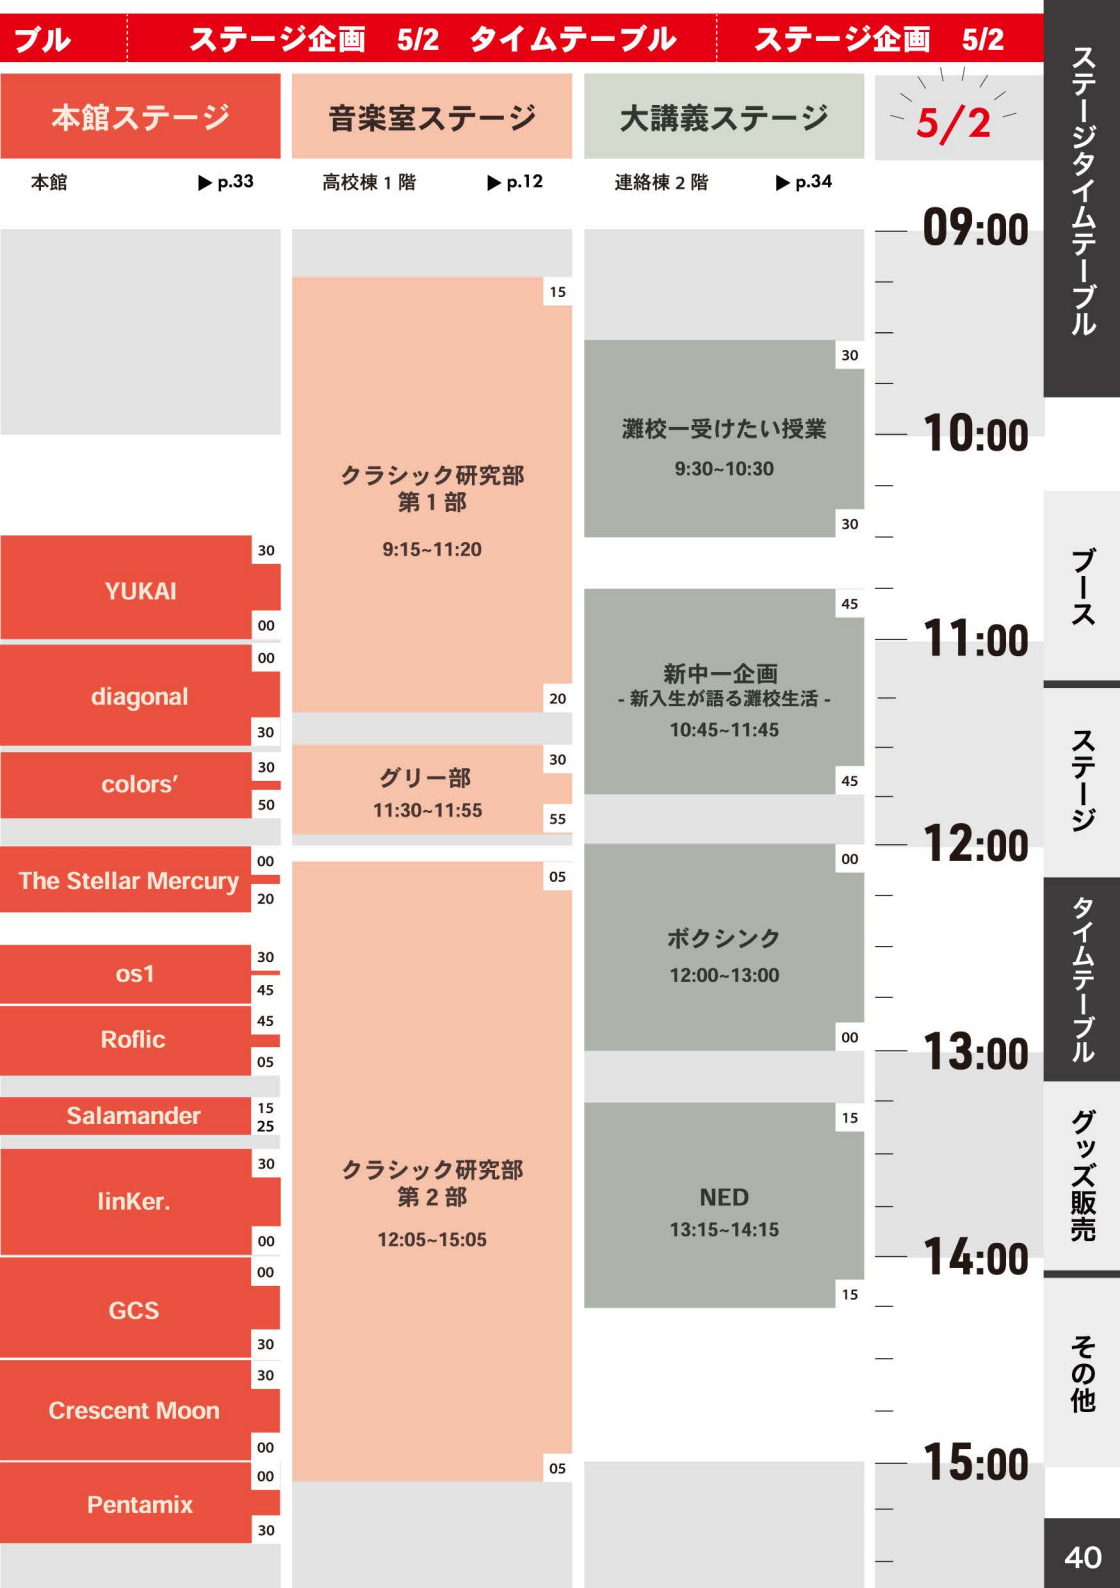 ブル
ステージ企画 5/2 タイムテーブル
ステージ企画 5/2
本館ステージ
本館 ▶ p.33
30
YUKAI
00
00
diagonal
30
30
colors’
50
00
The Stellar Mercury
20
30
os1
45
45
Roflic
05
15
Salamander
25
30
linKer.
00
00
GCS
30
30
Crescent Moon
00
00
Pentamix
30
音楽室ステージ
高校棟 1 階 ▶ p.12
15
クラシック研究部
第 1 部
9:15~11:20
20
30
グリー部
11:30~11:55
55
05
クラシック研究部
第 2 部
12:05~15:05
05
大講義ステージ
連絡棟 2 階 ▶ p.34
30
灘校一受けたい授業
9:30~10:30
30
45
新中一企画
- 新入生が語る灘校生活 -
10:45~11:45
45
00
ボクシンク
12:00~13:00
00
15
NED
13:15~14:15
15
5/2
09:00
10:00
11:00
12:00
13:00
14:00
15:00
ステージタイムテーブル
ブース
ステージ
タイムテーブル
グッズ販売
その他
40